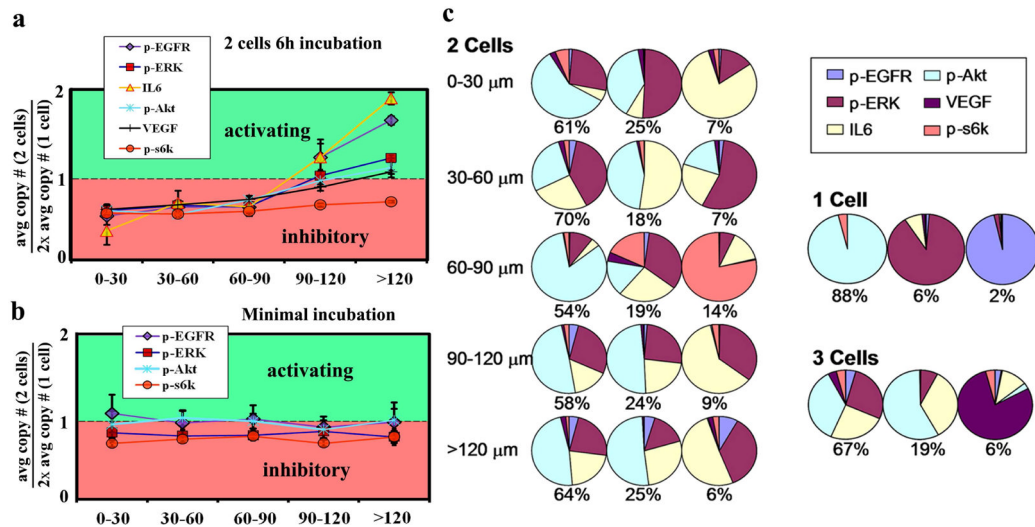 a
2 cells 6h incubation
avg copy # (2 cells)
2x avg copy # (1 cell)
p-EGFR
p-ERK
IL6
p-Akt
VEGF
p-s6k
2
1
0
activating
inhibitory
0-30 30-60 60-90 90-120 >120
b
Minimal incubation
avg copy # (2 cells)
2x avg copy # (1 cell)
p-EGFR
p-ERK
p-Akt
p-s6k
2
1
0
activating
inhibitory
0-30 30-60 60-90 90-120 >120
c
2 Cells
0-30 μm
61% 25% 7%
30-60 μm
70% 18% 7%
60-90 μm
54% 19% 14%
90-120 μm
58% 24% 9%
>120 μm
64% 25% 6%
p-EGFR p-Akt
p-ERK VEGF
IL6 p-s6k
1 Cell
88% 6% 2%
3 Cells
67% 19% 6%